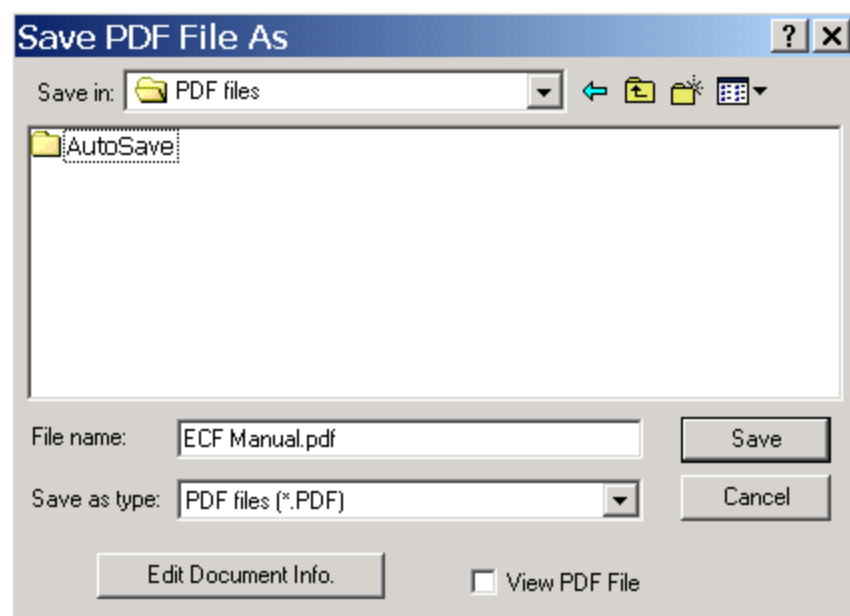 Save PDF File As
Save in: PDF files
AutoSave
File name: ECF Manual.pdf Save
Save as type: PDF files (*.PDF) Cancel
Edit Document Info. View PDF File